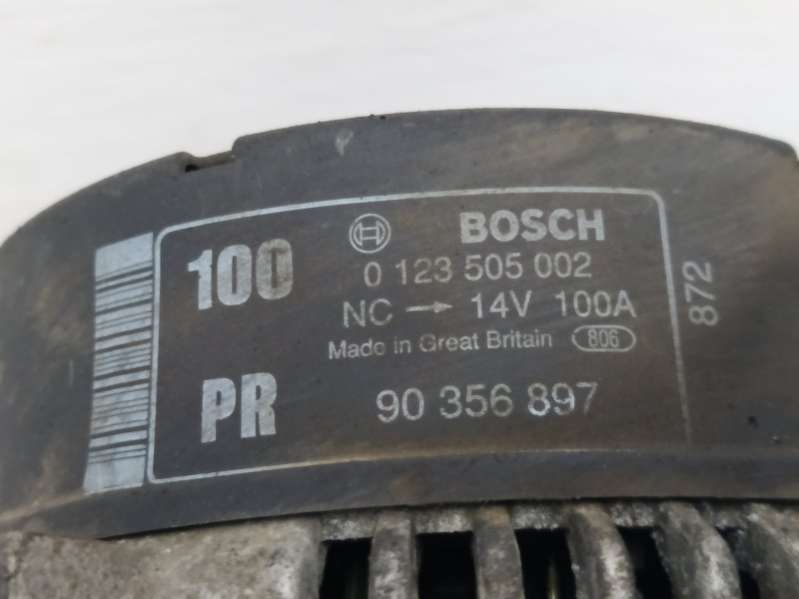 100
BOSCH
0 123 505 002
NC → 14V 100A
Made in Great Britain 806
PR
90 356 897
872